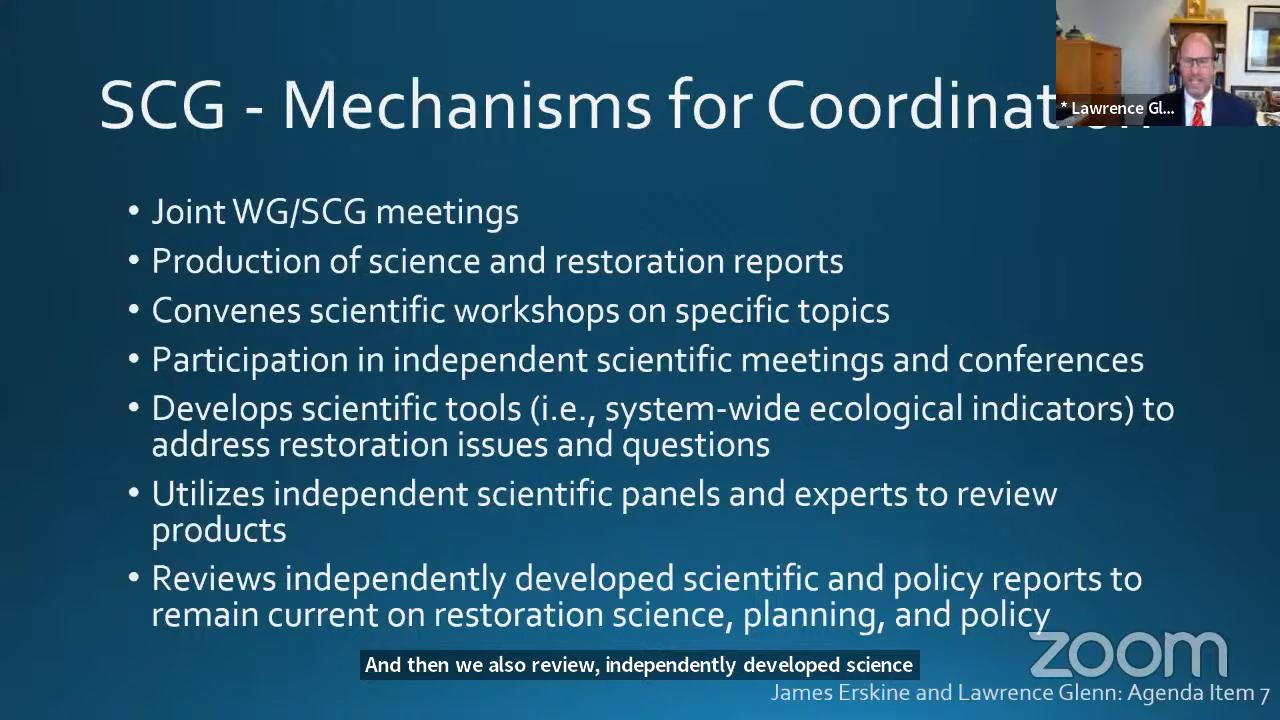 SCG - Mechanisms for Coordination
* Lawrence Gl...
• Joint WG/SCG meetings
• Production of science and restoration reports
• Convenes scientific workshops on specific topics
• Participation in independent scientific meetings and conferences
• Develops scientific tools (i.e., system-wide ecological indicators) to
address restoration issues and questions
• Utilizes independent scientific panels and experts to review
products
• Reviews independently developed scientific and policy reports to
remain current on restoration science, planning, and policy
And then we also review, independently developed science
zoom
James Erskine and Lawrence Glenn: Agenda Item 7